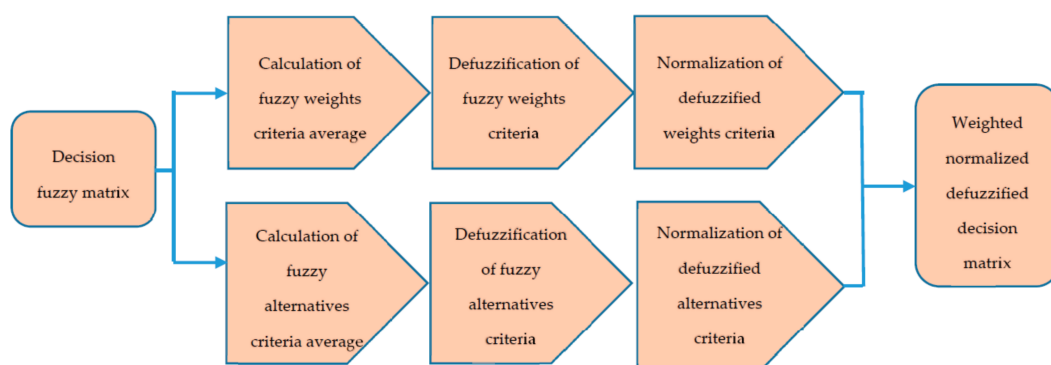 Decision
fuzzy matrix
Calculation of
fuzzy weights
criteria average
Defuzzification of
fuzzy weights
criteria
Normalization of
defuzzified
weights criteria
Calculation of
fuzzy
alternatives
criteria average
Defuzzification
of fuzzy
alternatives
criteria
Normalization of
defuzzified
alternatives
criteria
Weighted
normalized
defuzzified
decision
matrix